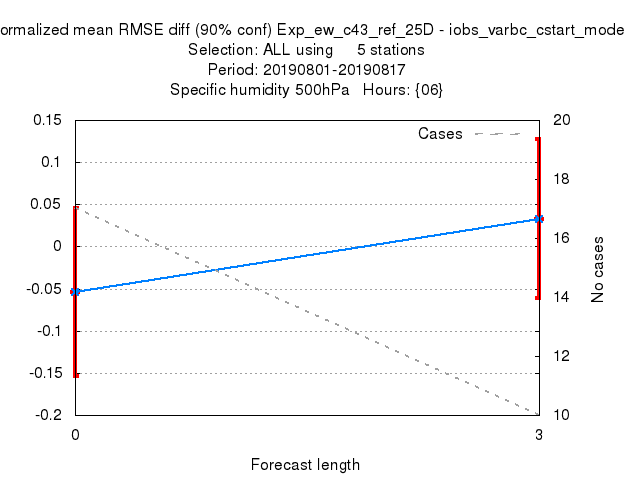 ormalized mean RMSE diff (90% conf) Exp_ew_c43_ref_25D - iobs_varbc_cstart_mode
Selection: ALL using 5 stations
Period: 20190801-20190817
Specific humidity 500hPa Hours: {06}
Cases
0.15
0.1
0.05
0
-0.05
-0.1
-0.15
-0.2
20
18
16
14
12
10
No cases
0
3
Forecast length